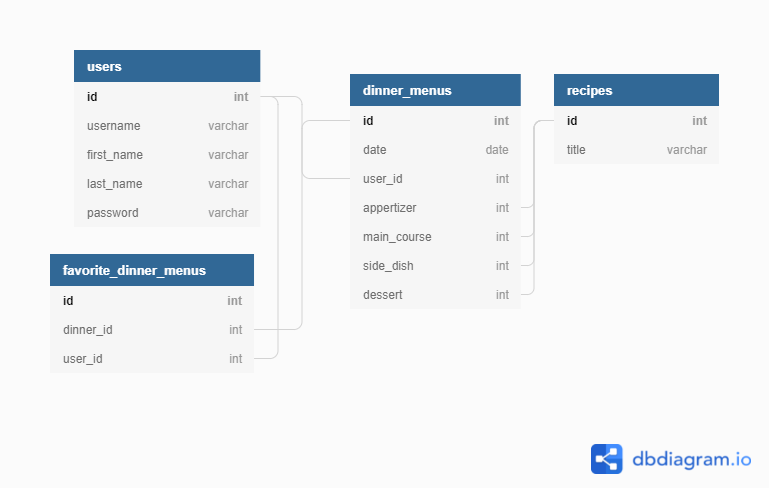 users
id int
username varchar
first_name varchar
last_name varchar
password varchar
favorite_dinner_menus
id int
dinner_id int
user_id int
dinner_menus
id int
date date
user_id int
appertizer int
main_course int
side_dish int
dessert int
recipes
id int
title varchar
dbdiagram.io